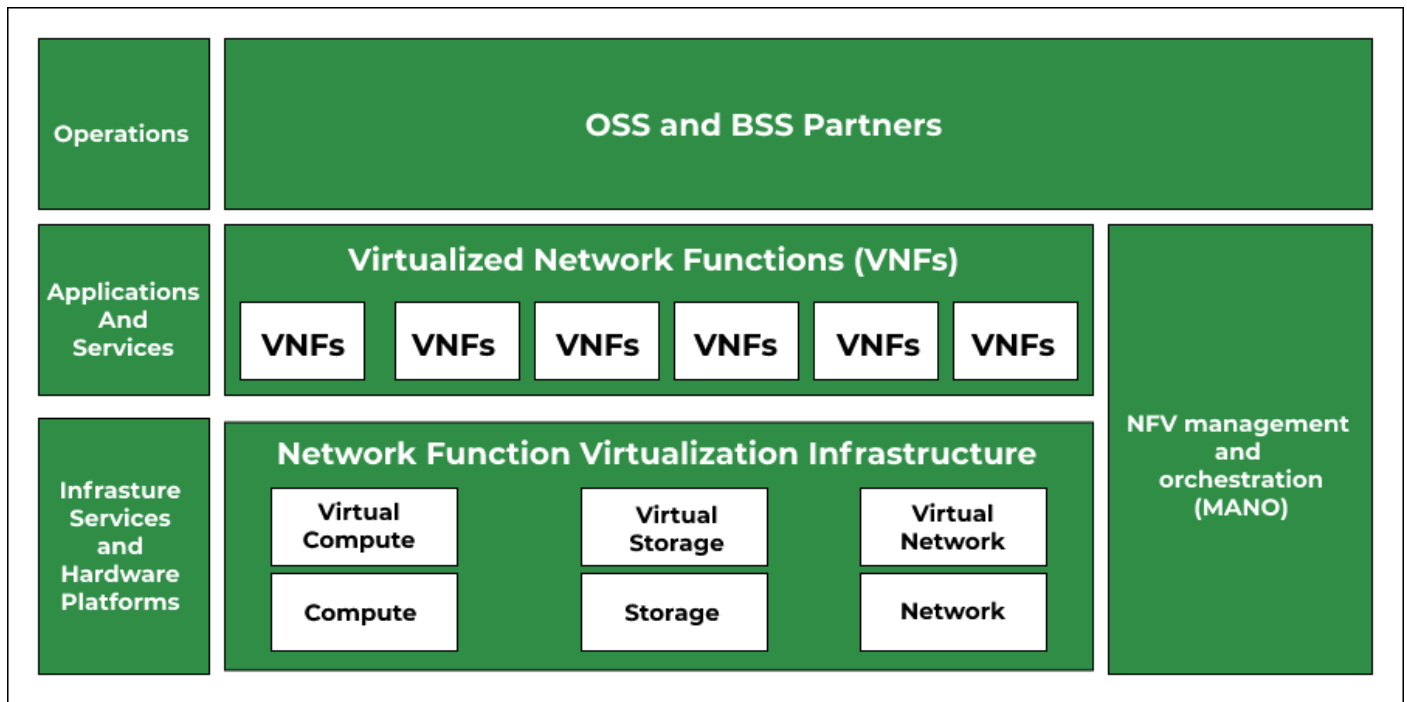 Operations
OSS and BSS Partners
Applications
And
Services
Virtualized Network Functions (VNFs)
VNFs
VNFs
VNFs
VNFs
VNFs
VNFs
NFV management
and
orchestration
(MANO)
Infrasture
Services
and
Hardware
Platforms
Network Function Virtualization Infrastructure
Virtual
Compute
Virtual
Storage
Virtual
Network
Compute
Storage
Network